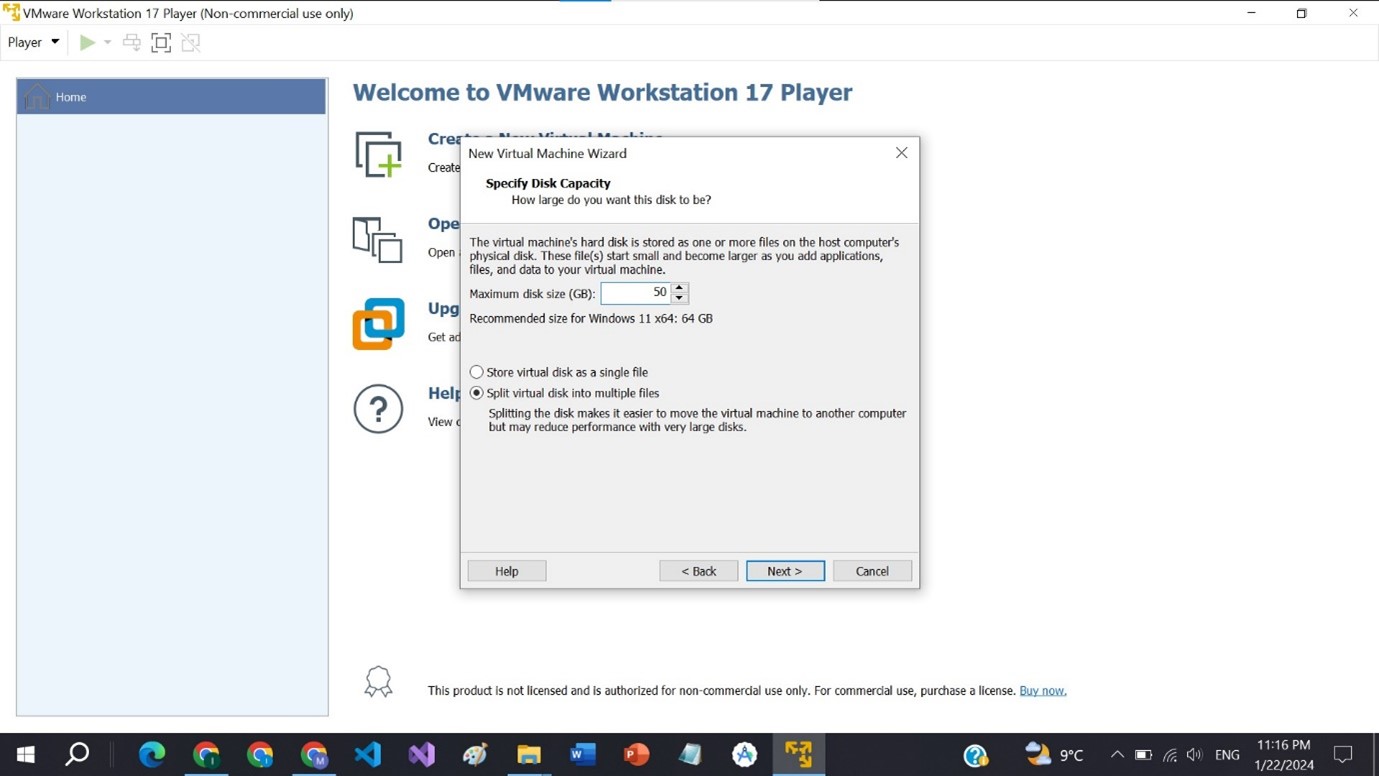 VMware Workstation 17 Player (Non-commercial use only)
Player
Home
Welcome to VMware Workstation 17 Player
Create a New Virtual Machine
Create
New Virtual Machine Wizard
Specify Disk Capacity
How large do you want this disk to be?
Ope
Open
The virtual machine's hard disk is stored as one or more files on the host computer's
physical disk. These file(s) start small and become larger as you add applications,
files, and data to your virtual machine.
Maximum disk size (GB): 50
Upg
Recommended size for Windows 11 x64: 64 GB
Get ad
Store virtual disk as a single file
Help
Split virtual disk into multiple files
View
Splitting the disk makes it easier to move the virtual machine to another computer
but may reduce performance with very large disks.
Help < Back Next > Cancel
This product is not licensed and is authorized for non-commercial use only. For commercial use, purchase a license. Buy now.
9°C ENG 11:16 PM
1/22/2024